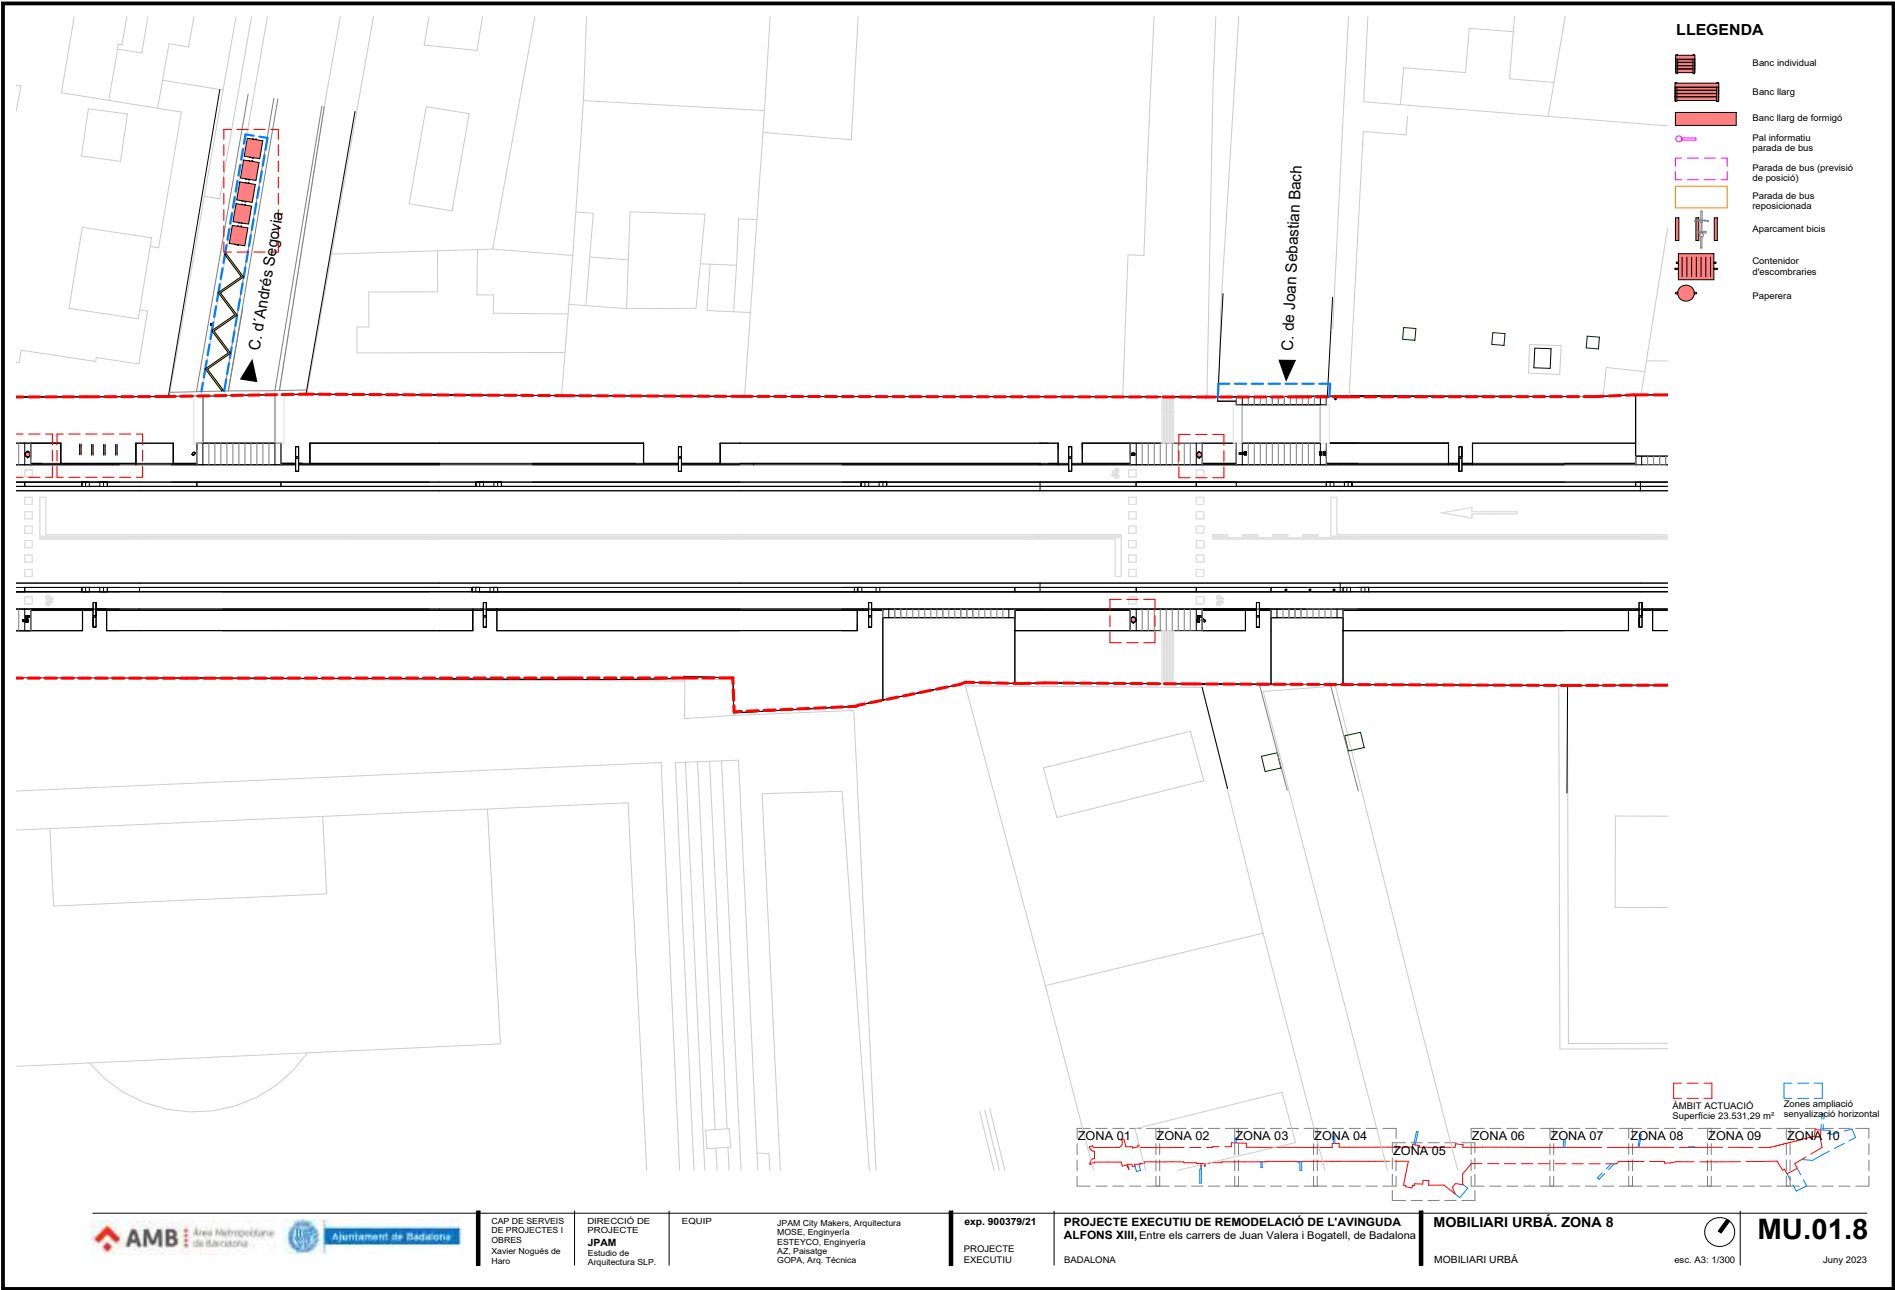 LLEGENDA
Banc individual
Banc llarg
Banc llarg de formigó
Pal informatiu
parada de bus
Parada de bus (previsió
de posició)
Parada de bus
reposicionada
Aparcament bicis
Contenidor
d'escombraries
Paperera
C. d´Andrés Segovia
C. de Joan Sebastian Bach
ÀMBIT ACTUACIÓ
Superfície 23.531,29 m²
Zones ampliació
senyalizació horizontal
ZONA 01
ZONA 02
ZONA 03
ZONA 04
ZONA 05
ZONA 06
ZONA 07
ZONA 08
ZONA 09
ZONA 10
AMB
Àrea Metropolitana
de Barcelona
Ajuntament de Badalona
CAP DE SERVEIS
DE PROJECTES I
OBRES
Xavier Nogués de
Haro
DIRECCIÓ DE
PROJECTE
JPAM
Estudio de
Arquitectura SLP.
EQUIP
JPAM City Makers, Arquitectura
MOSE, Enginyeria
ESTEYCO, Enginyeria
AZ, Paisatge
GOPA, Arq. Tècnica
exp. 900379/21
PROJECTE
EXECUTIU
PROJECTE EXECUTIU DE REMODELACIÓ DE L'AVINGUDA
ALFONS XIII, Entre els carrers de Juan Valera i Bogatell, de Badalona
BADALONA
MOBILIARI URBÀ. ZONA 8
MOBILIARI URBÀ
esc. A3: 1/300
MU.01.8
Juny 2023